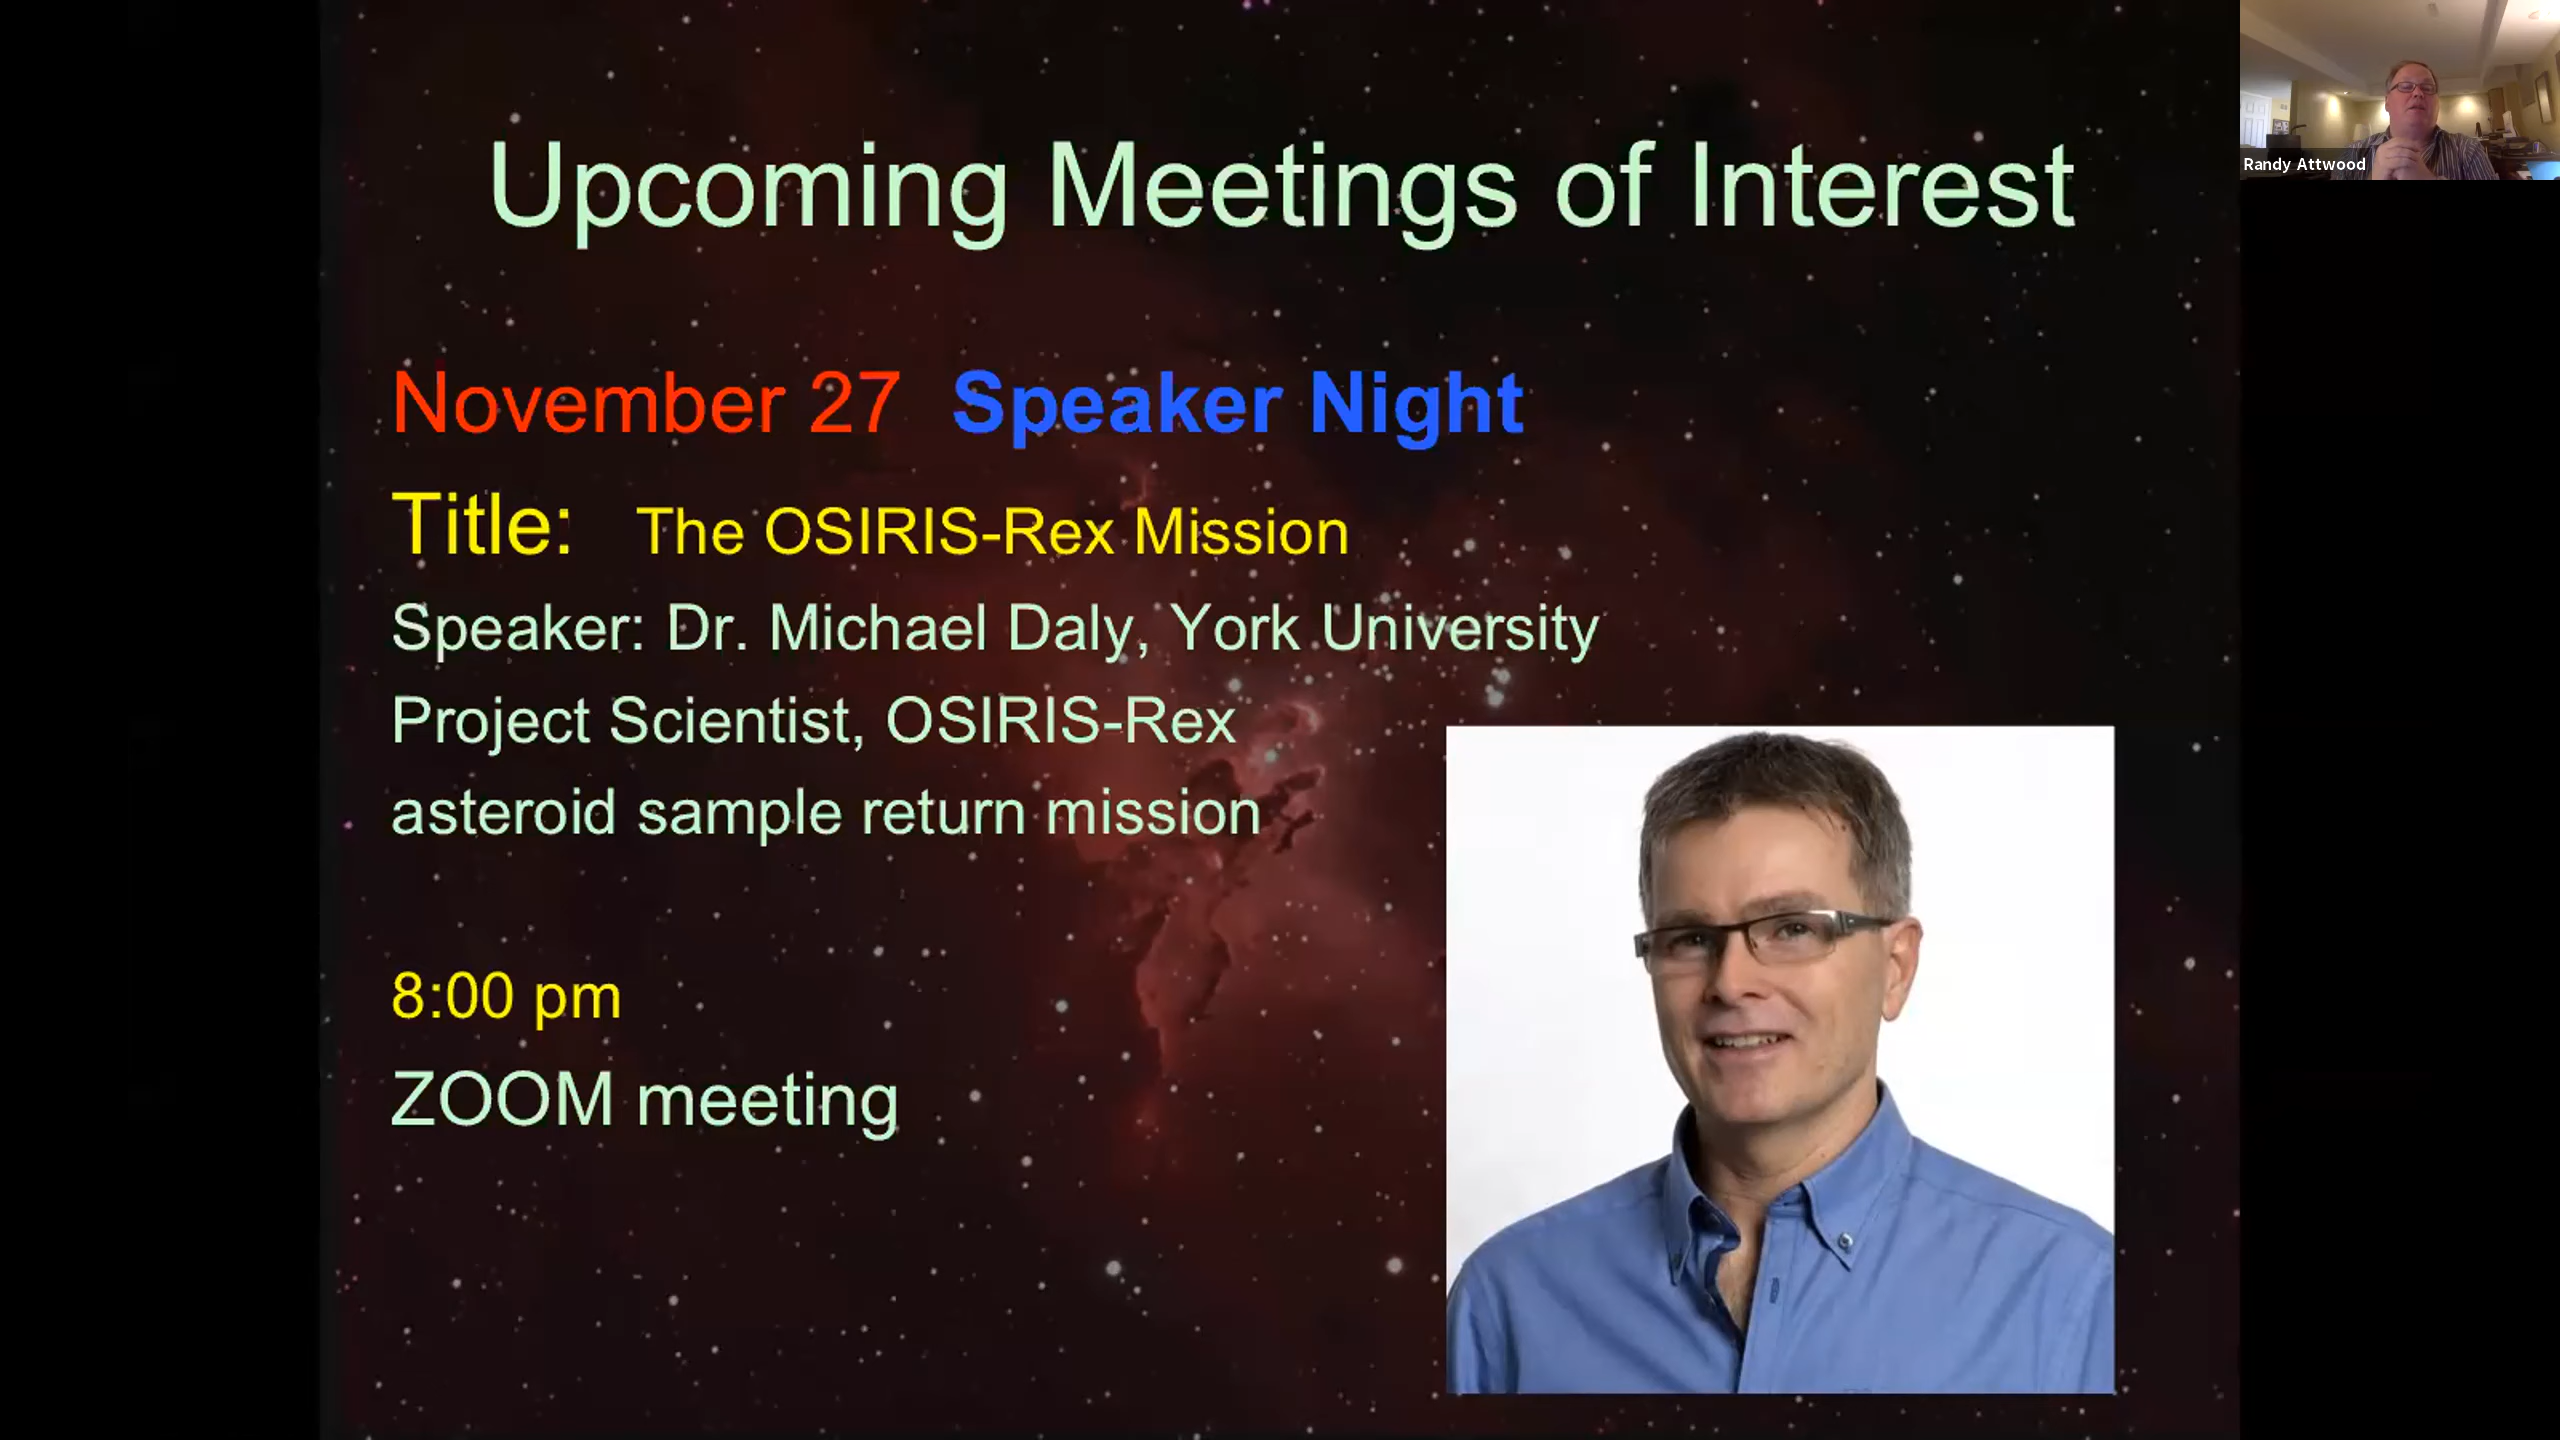 Upcoming Meetings of Interest
Randy Attwood
November 27 Speaker Night
Title: The OSIRIS-Rex Mission
Speaker: Dr. Michael Daly, York University
Project Scientist, OSIRIS-Rex
asteroid sample return mission
8:00 pm
ZOOM meeting